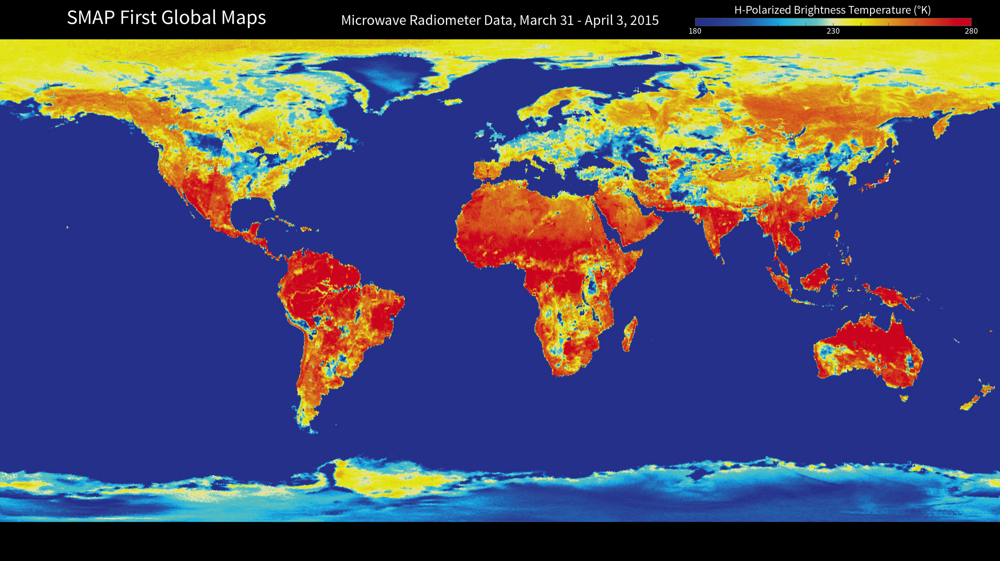 SMAP First Global Maps
Microwave Radiometer Data, March 31 - April 3, 2015
H-Polarized Brightness Temperature (°K)
180 230 280